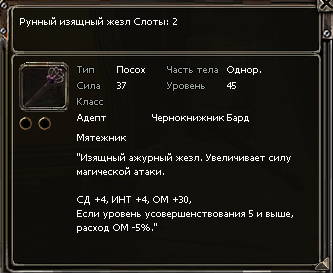 Рунный изящный жезл Слоты: 2
Тип Посох Часть тела Однор.
Сила 37 Уровень 45
Класс
Адепт Чернокнижник Бард
Мятежник
"Изящный ажурный жезл. Увеличивает силу
магической атаки.
СД +4, ИНТ +4, ОМ +30,
Если уровень усовершенствования 5 и выше,
расход ОМ -5%."